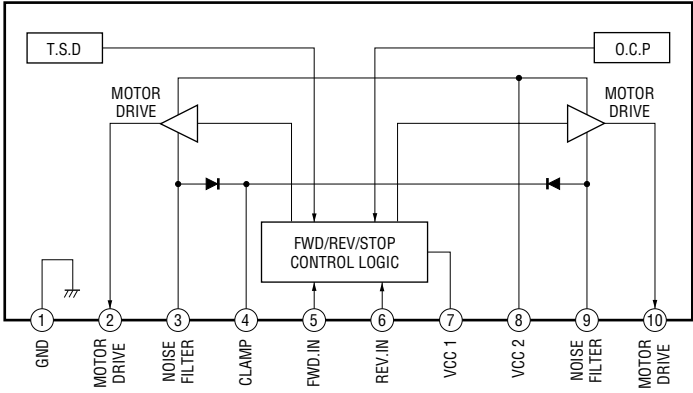 T.S.D
O.C.P
MOTOR
DRIVE
MOTOR
DRIVE
FWD/REV/STOP
CONTROL LOGIC
1
2
3
4
5
6
7
8
9
10
GND
MOTOR
DRIVE
NOISE
FILTER
CLAMP
FWD.IN
REV.IN
VCC 1
VCC 2
NOISE
FILTER
MOTOR
DRIVE